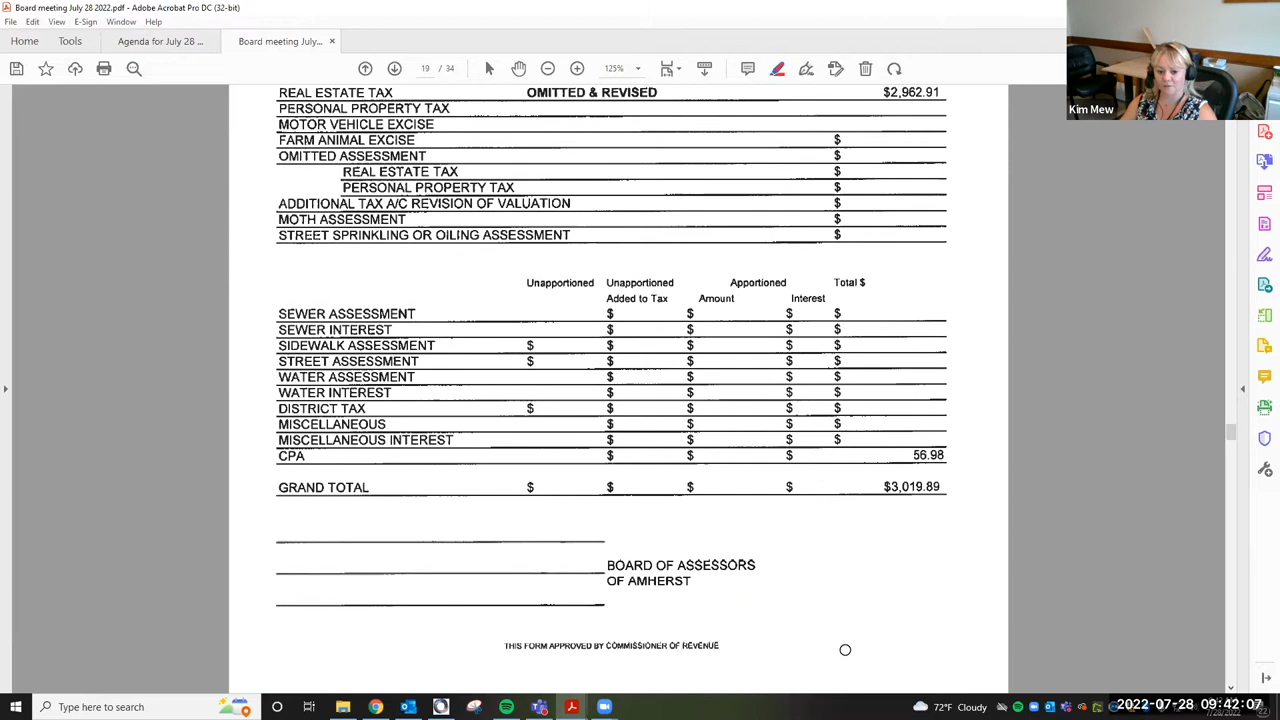 Board meeting July 28 2022.pdf - Adobe Acrobat Pro DC (32-bit)
File Edit View E-Sign Window Help
Home Tools Agenda for July 28 ... Board meeting July... ×
19 / 34 125%
Kim Mew
REAL ESTATE TAX OMITTED & REVISED $2,962.91
PERSONAL PROPERTY TAX
MOTOR VEHICLE EXCISE
FARM ANIMAL EXCISE $
OMITTED ASSESSMENT $
REAL ESTATE TAX $
PERSONAL PROPERTY TAX $
ADDITIONAL TAX A/C REVISION OF VALUATION $
MOTH ASSESSMENT $
STREET SPRINKLING OR OILING ASSESSMENT $
Unapportioned Unapportioned Apportioned Total $
Added to Tax Amount Interest
SEWER ASSESSMENT $ $ $ $
SEWER INTEREST $ $ $ $
SIDEWALK ASSESSMENT $ $ $ $ $
STREET ASSESSMENT $ $ $ $ $
WATER ASSESSMENT $ $ $ $
WATER INTEREST $ $ $ $
DISTRICT TAX $ $ $ $ $
MISCELLANEOUS $ $ $ $
MISCELLANEOUS INTEREST $ $ $ $
CPA $ $ $ 56.98
GRAND TOTAL $ $ $ $ $3,019.89
BOARD OF ASSESSORS
OF AMHERST
THIS FORM APPROVED BY COMMISSIONER OF REVENUE
Type here to search
72°F Cloudy
2022-07-28 09:42:07